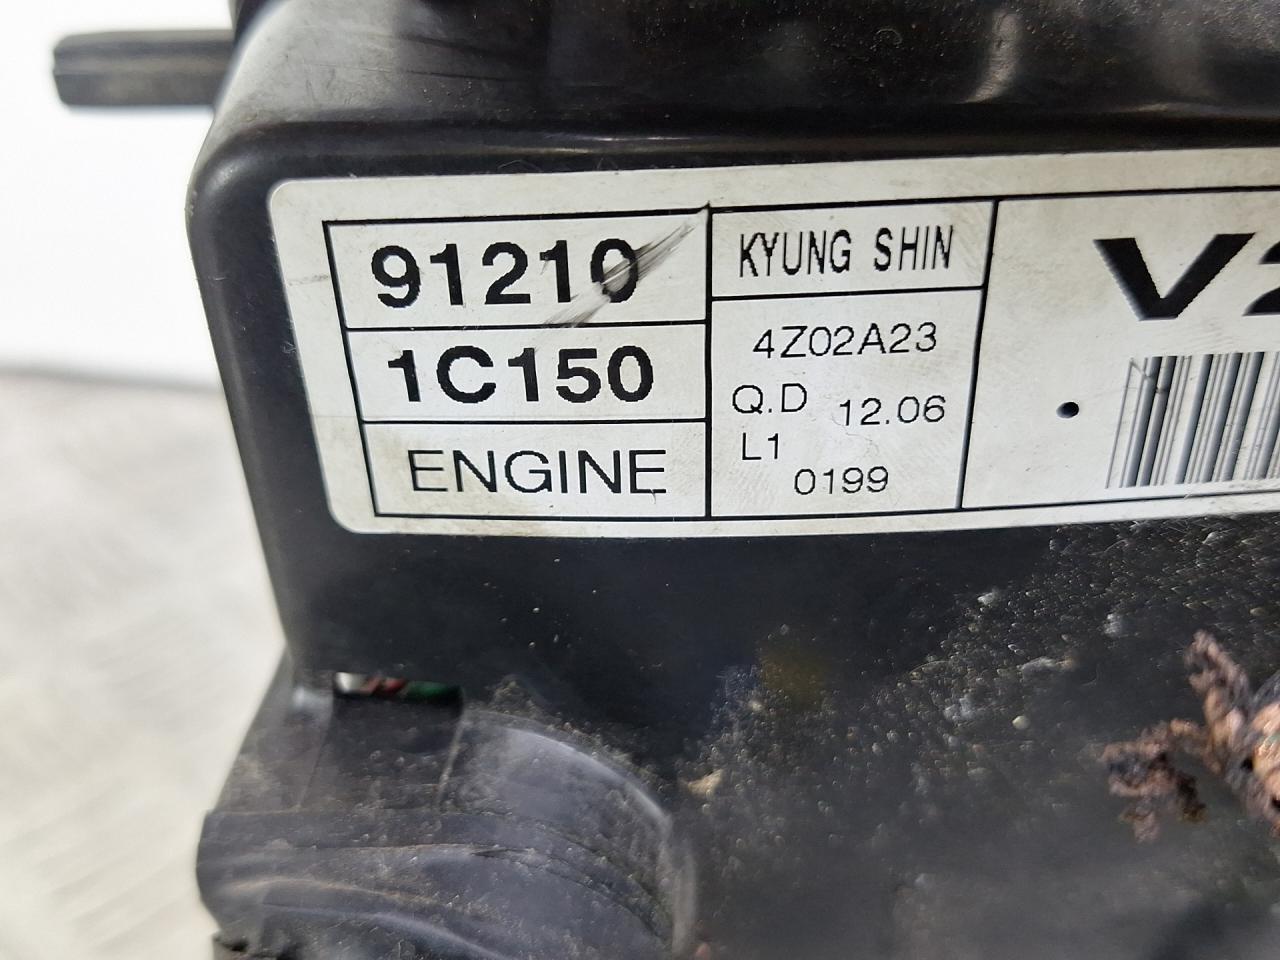 91210
1C150
ENGINE
KYUNG SHIN
4Z02A23
Q.D 12.06
L1
0199